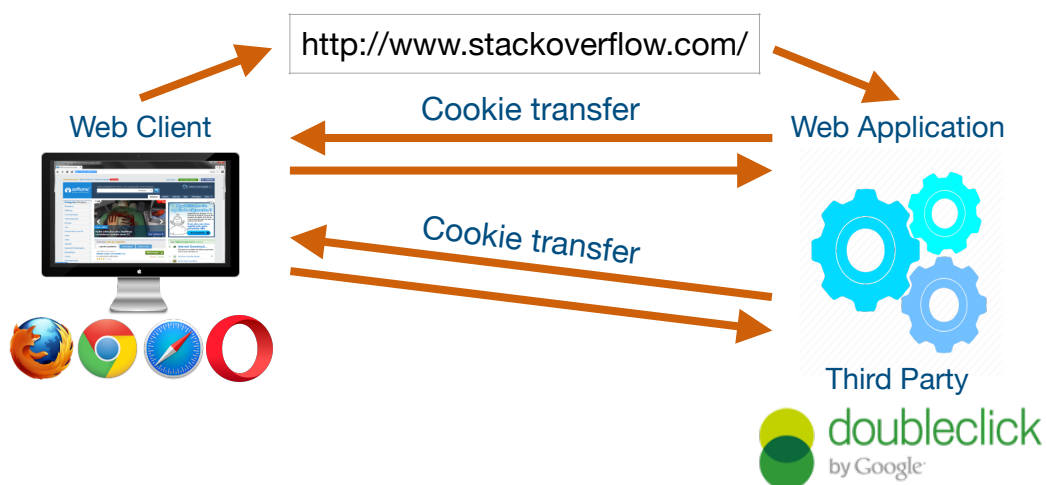 http://www.stackoverflow.com/
Cookie transfer
Web Client
Web Application
Cookie transfer
Third Party
doubleclick
by Google